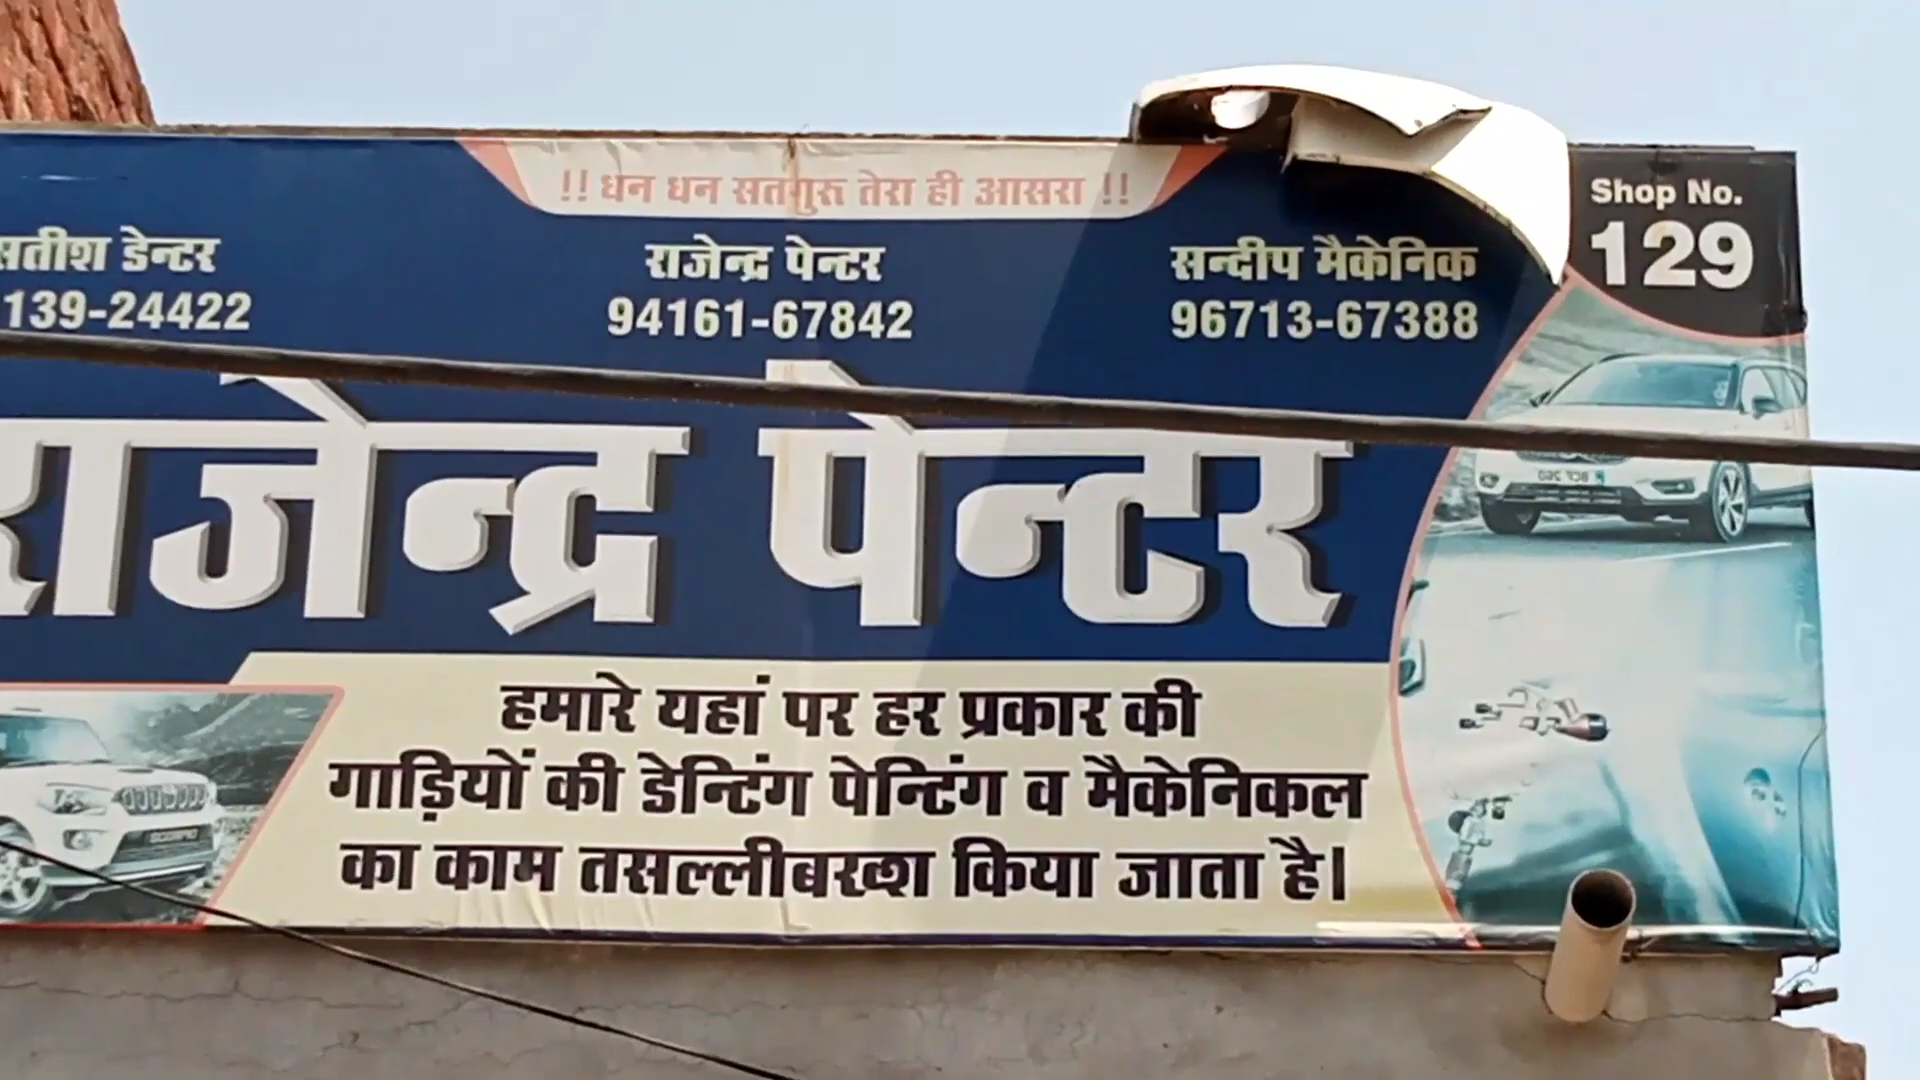 !! धन धन सतगुरू तेरा ही आसरा !!
Shop No.
129
सतीश डेन्टर
139-24422
राजेन्द्र पेन्टर
94161-67842
सन्दीप मैकेनिक
96713-67388
राजेन्द्र पेन्टर
हमारे यहां पर हर प्रकार की
गाड़ियों की डेन्टिंग पेन्टिंग व मैकेनिकल
का काम तसल्लीबख्श किया जाता है।
SCORPIO